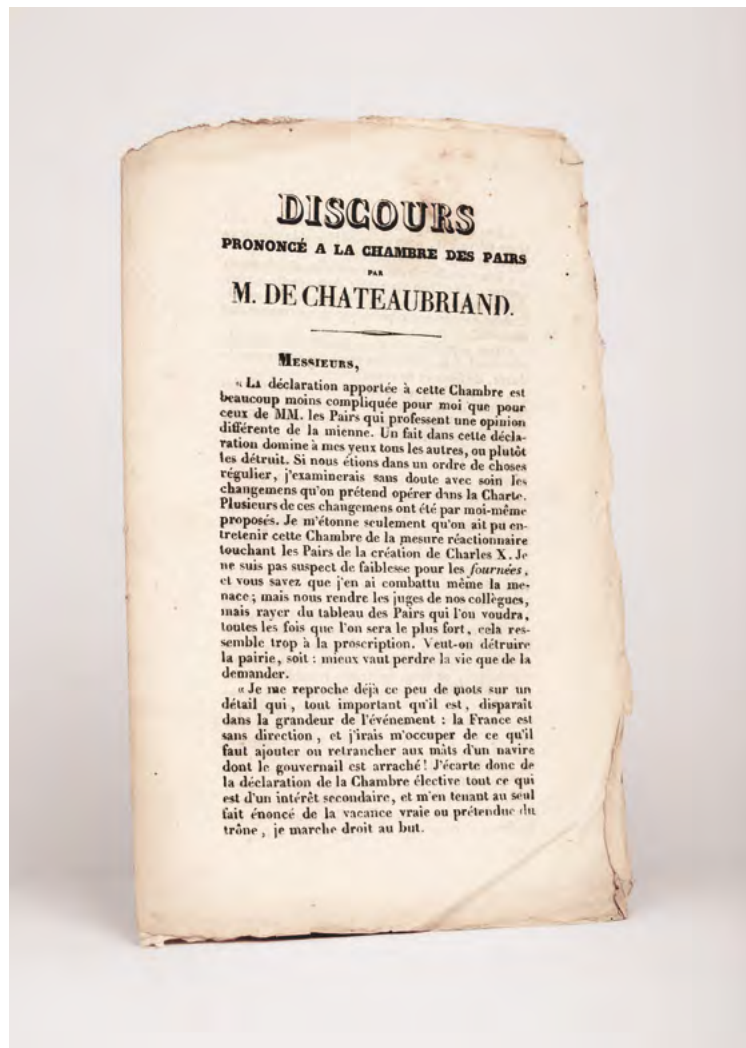 DISCOURS
PRONONCÉ A LA CHAMBRE DES PAIRS
PAR
M. DE CHATEAUBRIAND.
MESSIEURS,
« LA déclaration apportée à cette Chambre est
beaucoup moins compliquée pour moi que pour
ceux de MM. les Pairs qui professent une opinion
différente de la mienne. Un fait dans cette décla-
ration domine à mes yeux tous les autres, ou plutôt
les détruit. Si nous étions dans un ordre de choses
régulier, j'examinerais sans doute avec soin les
changemens qu'on prétend opérer dans la Charte.
Plusieurs de ces changemens ont été par moi-même
proposés. Je m'étonne seulement qu'on ait pu en-
tretenir cette Chambre de la mesure réactionnaire
touchant les Pairs de la création de Charles X. Je
ne suis pas suspect de faiblesse pour les fournées,
et vous savez que j'en ai combattu même la me-
nace ; mais nous rendre les juges de nos collègues,
mais rayer du tableau des Pairs qui l'on voudra,
toutes les fois que l'on sera le plus fort, cela res-
semble trop à la proscription. Veut-on détruire
la pairie, soit : mieux vaut perdre la vie que de la
demander.
« Je me reproche déjà ce peu de mots sur un
détail qui, tout important qu'il est, disparaît
dans la grandeur de l'événement : la France est
sans direction, et j'irais m'occuper de ce qu'il
faut ajouter ou retrancher aux mâts d'un navire
dont le gouvernail est arraché ! J'écarte donc de
la déclaration de la Chambre élective tout ce qui
est d'un intérêt secondaire, et m'en tenant au seul
fait énoncé de la vacance vraie ou prétendue du
trône, je marche droit au but.